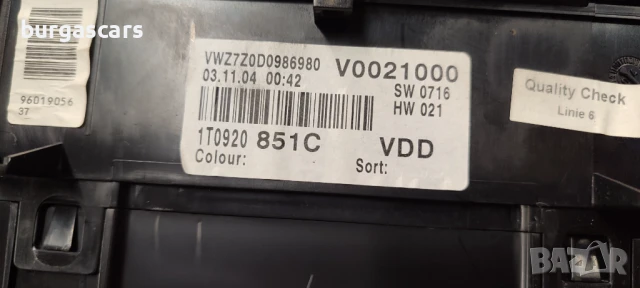 burgascars
VWZ7Z0D0986980 V0021000
03.11.04 00:42 SW 0716
HW 021
1T0920 851C VDD
Colour: Sort:
96019056
37
Quality Check
Linie 6
BAZAR